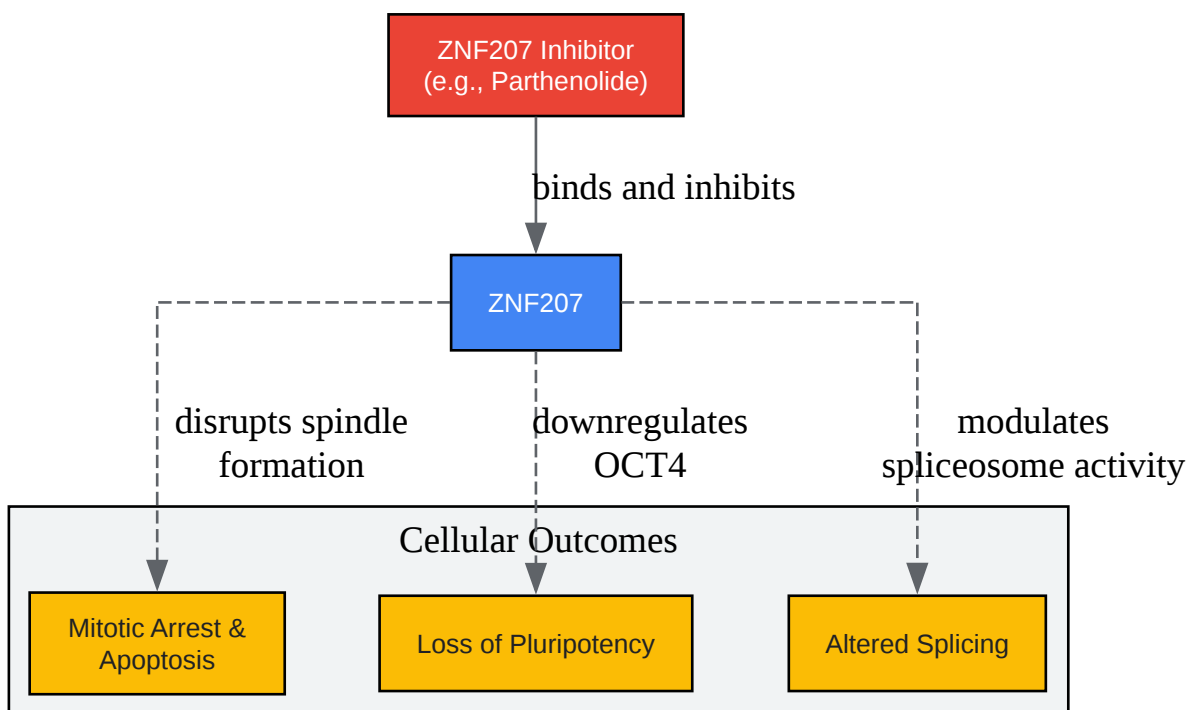 ZNF207 Inhibitor
(e.g., Parthenolide)
binds and inhibits
ZNF207
disrupts spindle
formation
downregulates
OCT4
modulates
spliceosome activity
Cellular Outcomes
Mitotic Arrest &
Apoptosis
Loss of Pluripotency
Altered Splicing